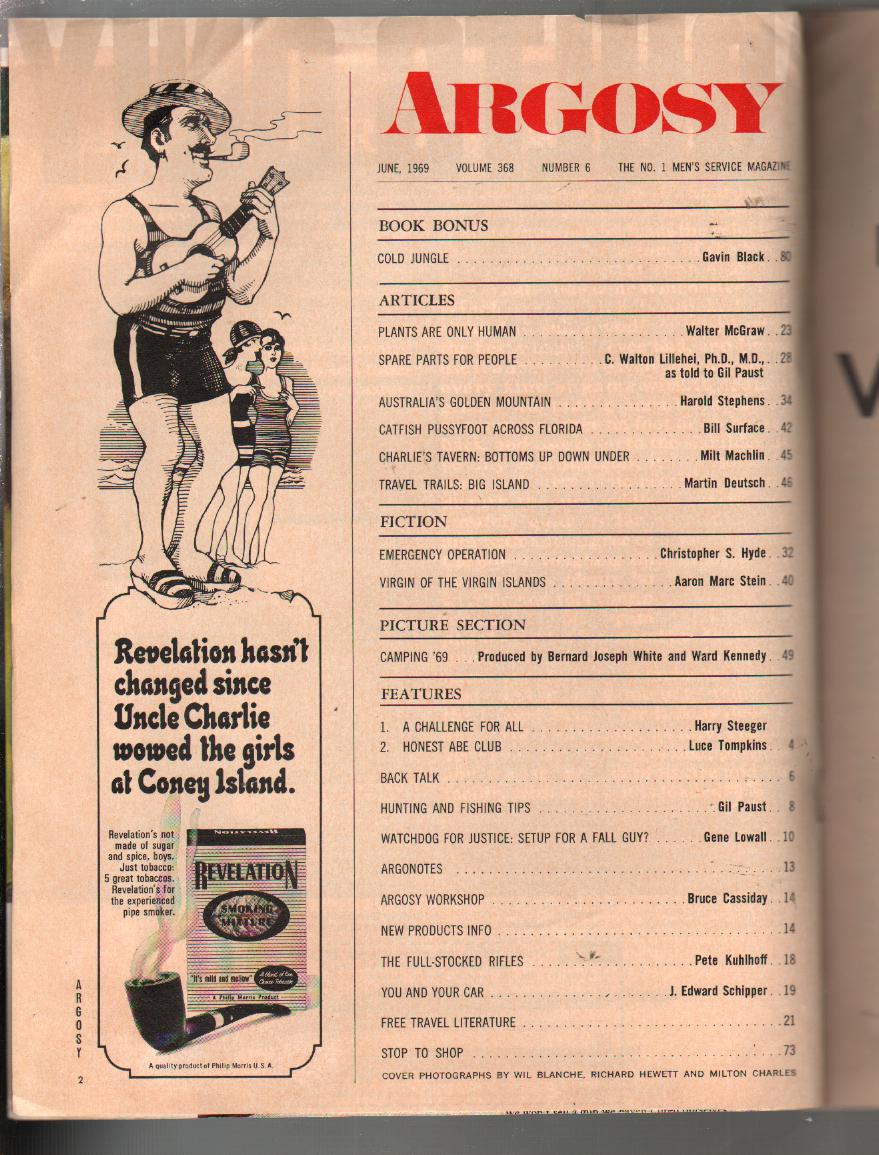 ARGOSY
JUNE, 1969 VOLUME 368 NUMBER 6 THE NO. 1 MEN'S SERVICE MAGAZINE
BOOK BONUS
COLD JUNGLE . . . . . . . . . . Gavin Black . . 80
ARTICLES
PLANTS ARE ONLY HUMAN . . . . . . . . . . Walter McGraw . . 23
SPARE PARTS FOR PEOPLE . . . . . . . . . . C. Walton Lillehei, Ph.D., M.D., . . 28
as told to Gil Paust
AUSTRALIA'S GOLDEN MOUNTAIN . . . . . . . . . . Harold Stephens . . 34
CATFISH PUSSYFOOT ACROSS FLORIDA . . . . . . . . . . Bill Surface . . 42
CHARLIE'S TAVERN: BOTTOMS UP DOWN UNDER . . . . . . . . Milt Machlin . . 45
TRAVEL TRAILS: BIG ISLAND . . . . . . . . . . Martin Deutsch . . 46
FICTION
EMERGENCY OPERATION . . . . . . . . . . Christopher S. Hyde . . 32
VIRGIN OF THE VIRGIN ISLANDS . . . . . . . . . . Aaron Marc Stein . . 40
PICTURE SECTION
CAMPING '69 . . . Produced by Bernard Joseph White and Ward Kennedy . . 49
FEATURES
1. A CHALLENGE FOR ALL . . . . . . . . . . Harry Steeger
2. HONEST ABE CLUB . . . . . . . . . . Luce Tompkins . . 4
BACK TALK . . . . . . . . . . 6
HUNTING AND FISHING TIPS . . . . . . . . . . Gil Paust . . 8
WATCHDOG FOR JUSTICE: SETUP FOR A FALL GUY? . . . . . . Gene Lowall . . 10
ARGONOTES . . . . . . . . . . 13
ARGOSY WORKSHOP . . . . . . . . . . Bruce Cassiday . . 14
NEW PRODUCTS INFO . . . . . . . . . . 14
THE FULL-STOCKED RIFLES . . . . . . . . . . Pete Kuhlhoff . . 18
YOU AND YOUR CAR . . . . . . . . . . J. Edward Schipper . . 19
FREE TRAVEL LITERATURE . . . . . . . . . . 21
STOP TO SHOP . . . . . . . . . . 73
COVER PHOTOGRAPHS BY WIL BLANCHE, RICHARD HEWETT AND MILTON CHARLES
Revelation hasn't
changed since
Uncle Charlie
wowed the girls
at Coney Island.
Revelation's not
made of sugar
and spice, boys.
Just tobacco:
5 great tobaccos.
Revelation's for
the experienced
pipe smoker.
REVELATION
SMOKING
MIXTURE
"It's mild and mellow"
A Blend of Five
Choice Tobaccos
A Philip Morris Product
A quality product of Philip Morris U.S.A.
ARGOSY
2